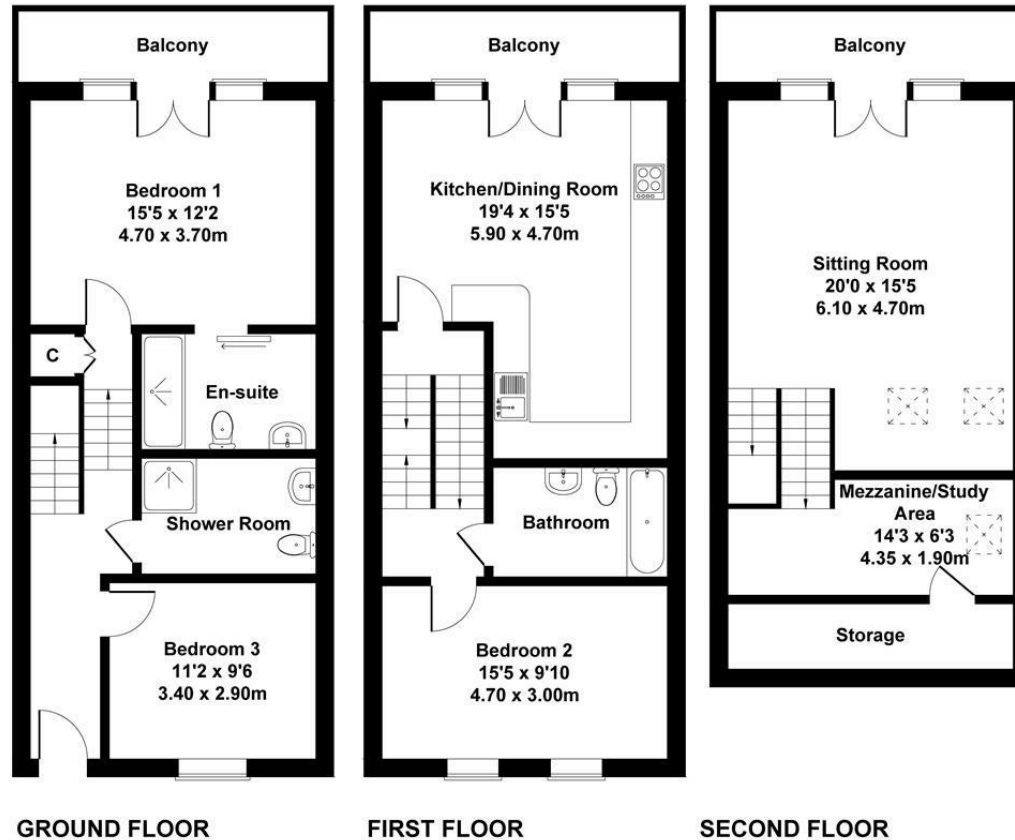 Balcony
Bedroom 1
15'5 x 12'2
4.70 x 3.70m
C
En-suite
Shower Room
Bedroom 3
11'2 x 9'6
3.40 x 2.90m
GROUND FLOOR
Balcony
Kitchen/Dining Room
19'4 x 15'5
5.90 x 4.70m
Bathroom
Bedroom 2
15'5 x 9'10
4.70 x 3.00m
FIRST FLOOR
Balcony
Sitting Room
20'0 x 15'5
6.10 x 4.70m
Mezzanine/Study
Area
14'3 x 6'3
4.35 x 1.90m
Storage
SECOND FLOOR